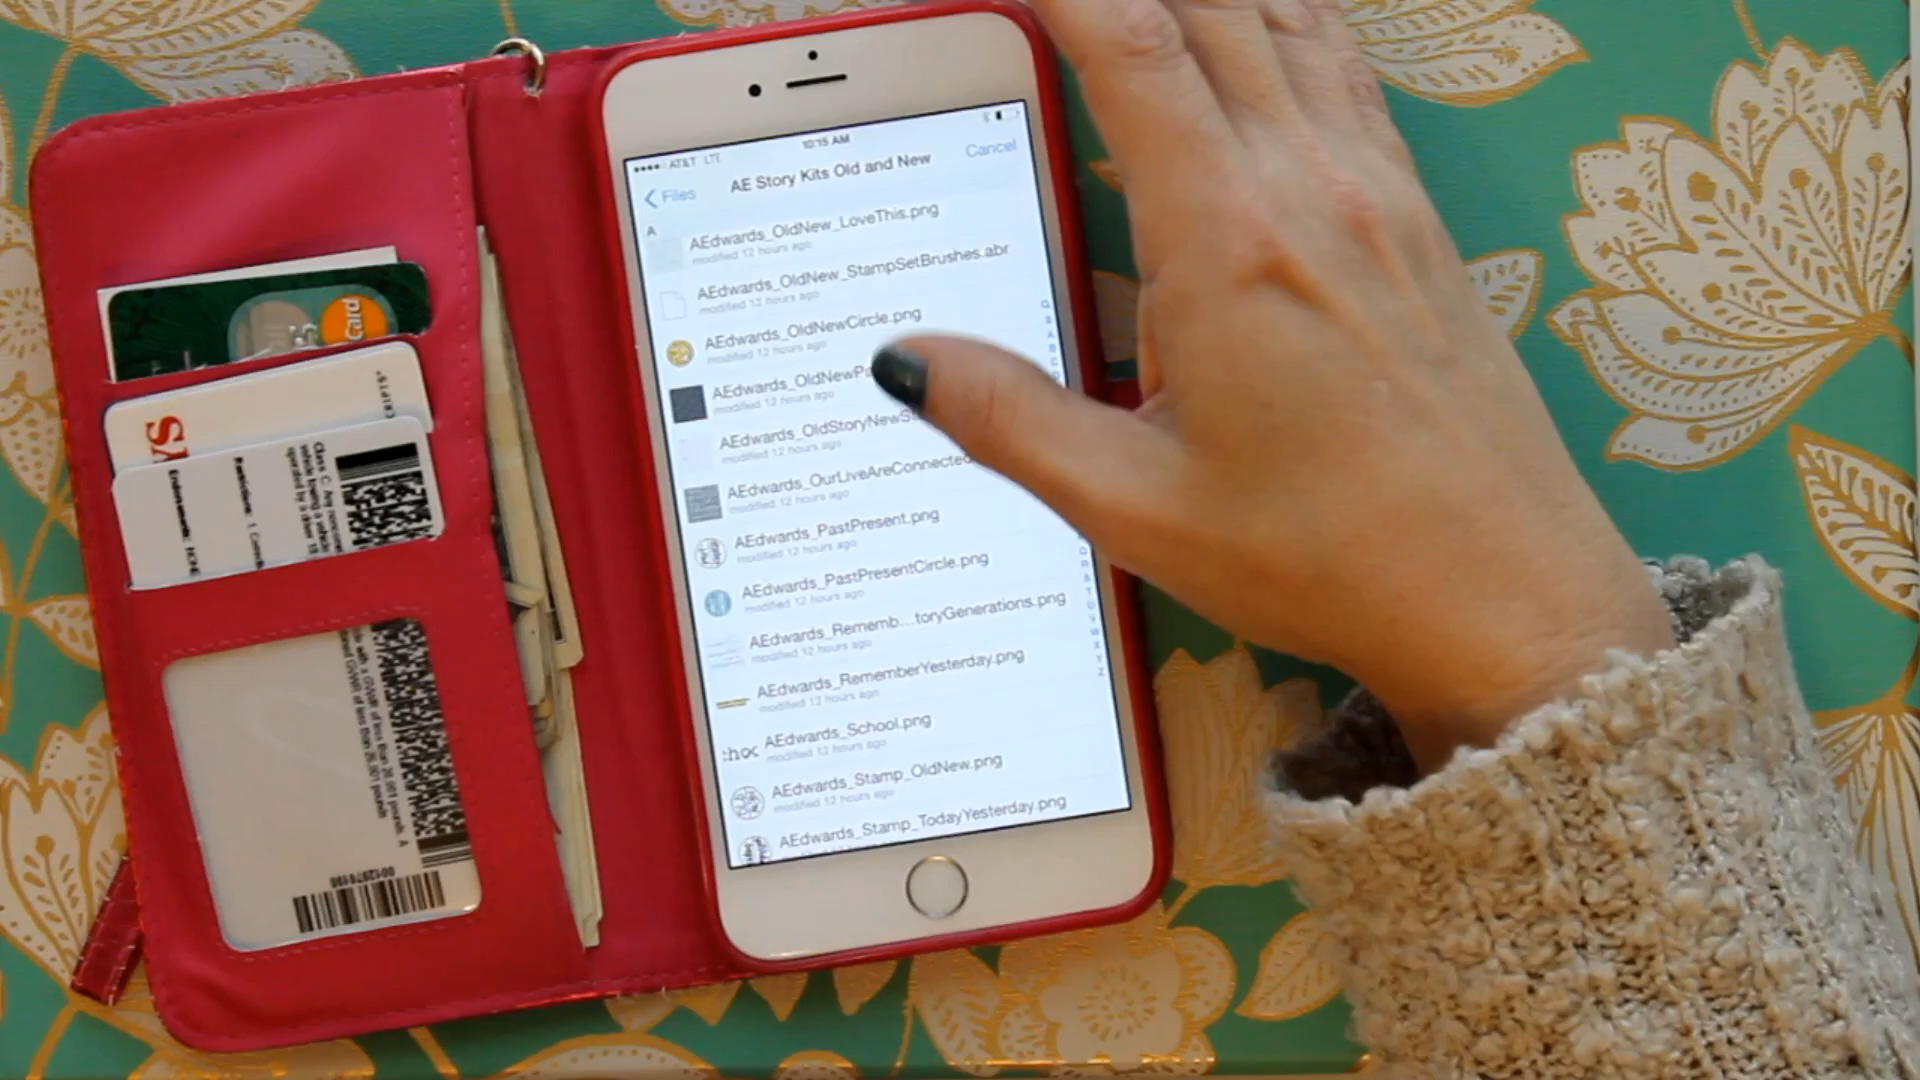 AT&T LTE
10:15 AM
Files
AE Story Kits Old and New
Cancel
A
AEdwards_OldNew_LoveThis.png
modified 12 hours ago
AEdwards_OldNew_StampSetBrushes.abr
modified 12 hours ago
AEdwards_OldNewCircle.png
modified 12 hours ago
AEdwards_OldNewPa
modified 12 hours ago
AEdwards_OldStoryNewS
modified 12 hours ago
AEdwards_OurLiveAreConnected
modified 12 hours ago
AEdwards_PastPresent.png
modified 12 hours ago
AEdwards_PastPresentCircle.png
modified 12 hours ago
AEdwards_Rememb...toryGenerations.png
modified 12 hours ago
AEdwards_RememberYesterday.png
modified 12 hours ago
AEdwards_School.png
modified 12 hours ago
AEdwards_Stamp_OldNew.png
modified 12 hours ago
AEdwards_Stamp_TodayYesterday.png
card